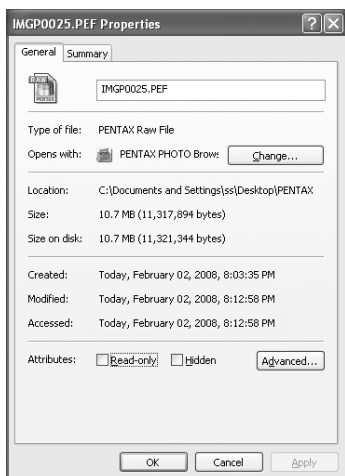 IMGP0025.PEF Properties
General Summary
RAW
PENTAX
IMGP0025.PEF
Type of file: PENTAX Raw File
Opens with: PENTAX PHOTO Brow: Change...
Location: C:\Documents and Settings\ss\Desktop\PENTAX
Size: 10.7 MB (11,317,894 bytes)
Size on disk: 10.7 MB (11,321,344 bytes)
Created: Today, February 02, 2008, 8:03:35 PM
Modified: Today, February 02, 2008, 8:12:58 PM
Accessed: Today, February 02, 2008, 8:12:58 PM
Attributes: Read-only Hidden Advanced...
OK Cancel Apply